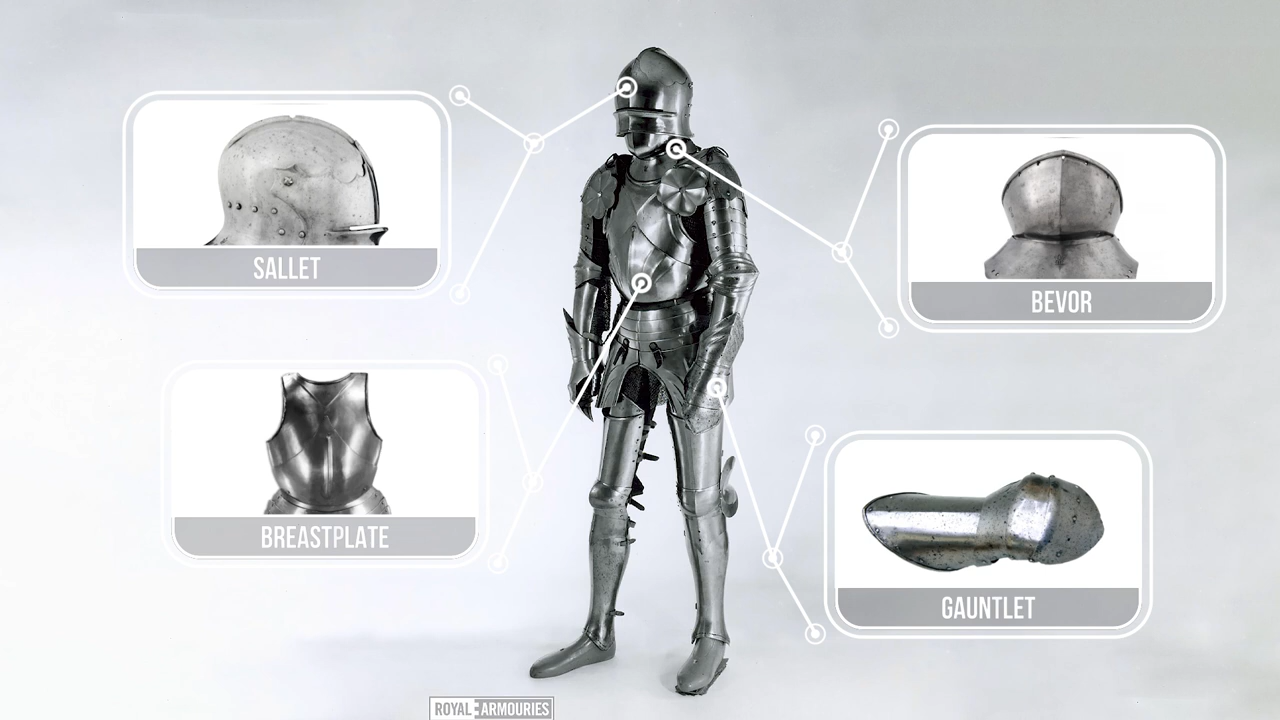 SALLET
BEVOR
BREASTPLATE
GAUNTLET
ROYAL ARMOURIES